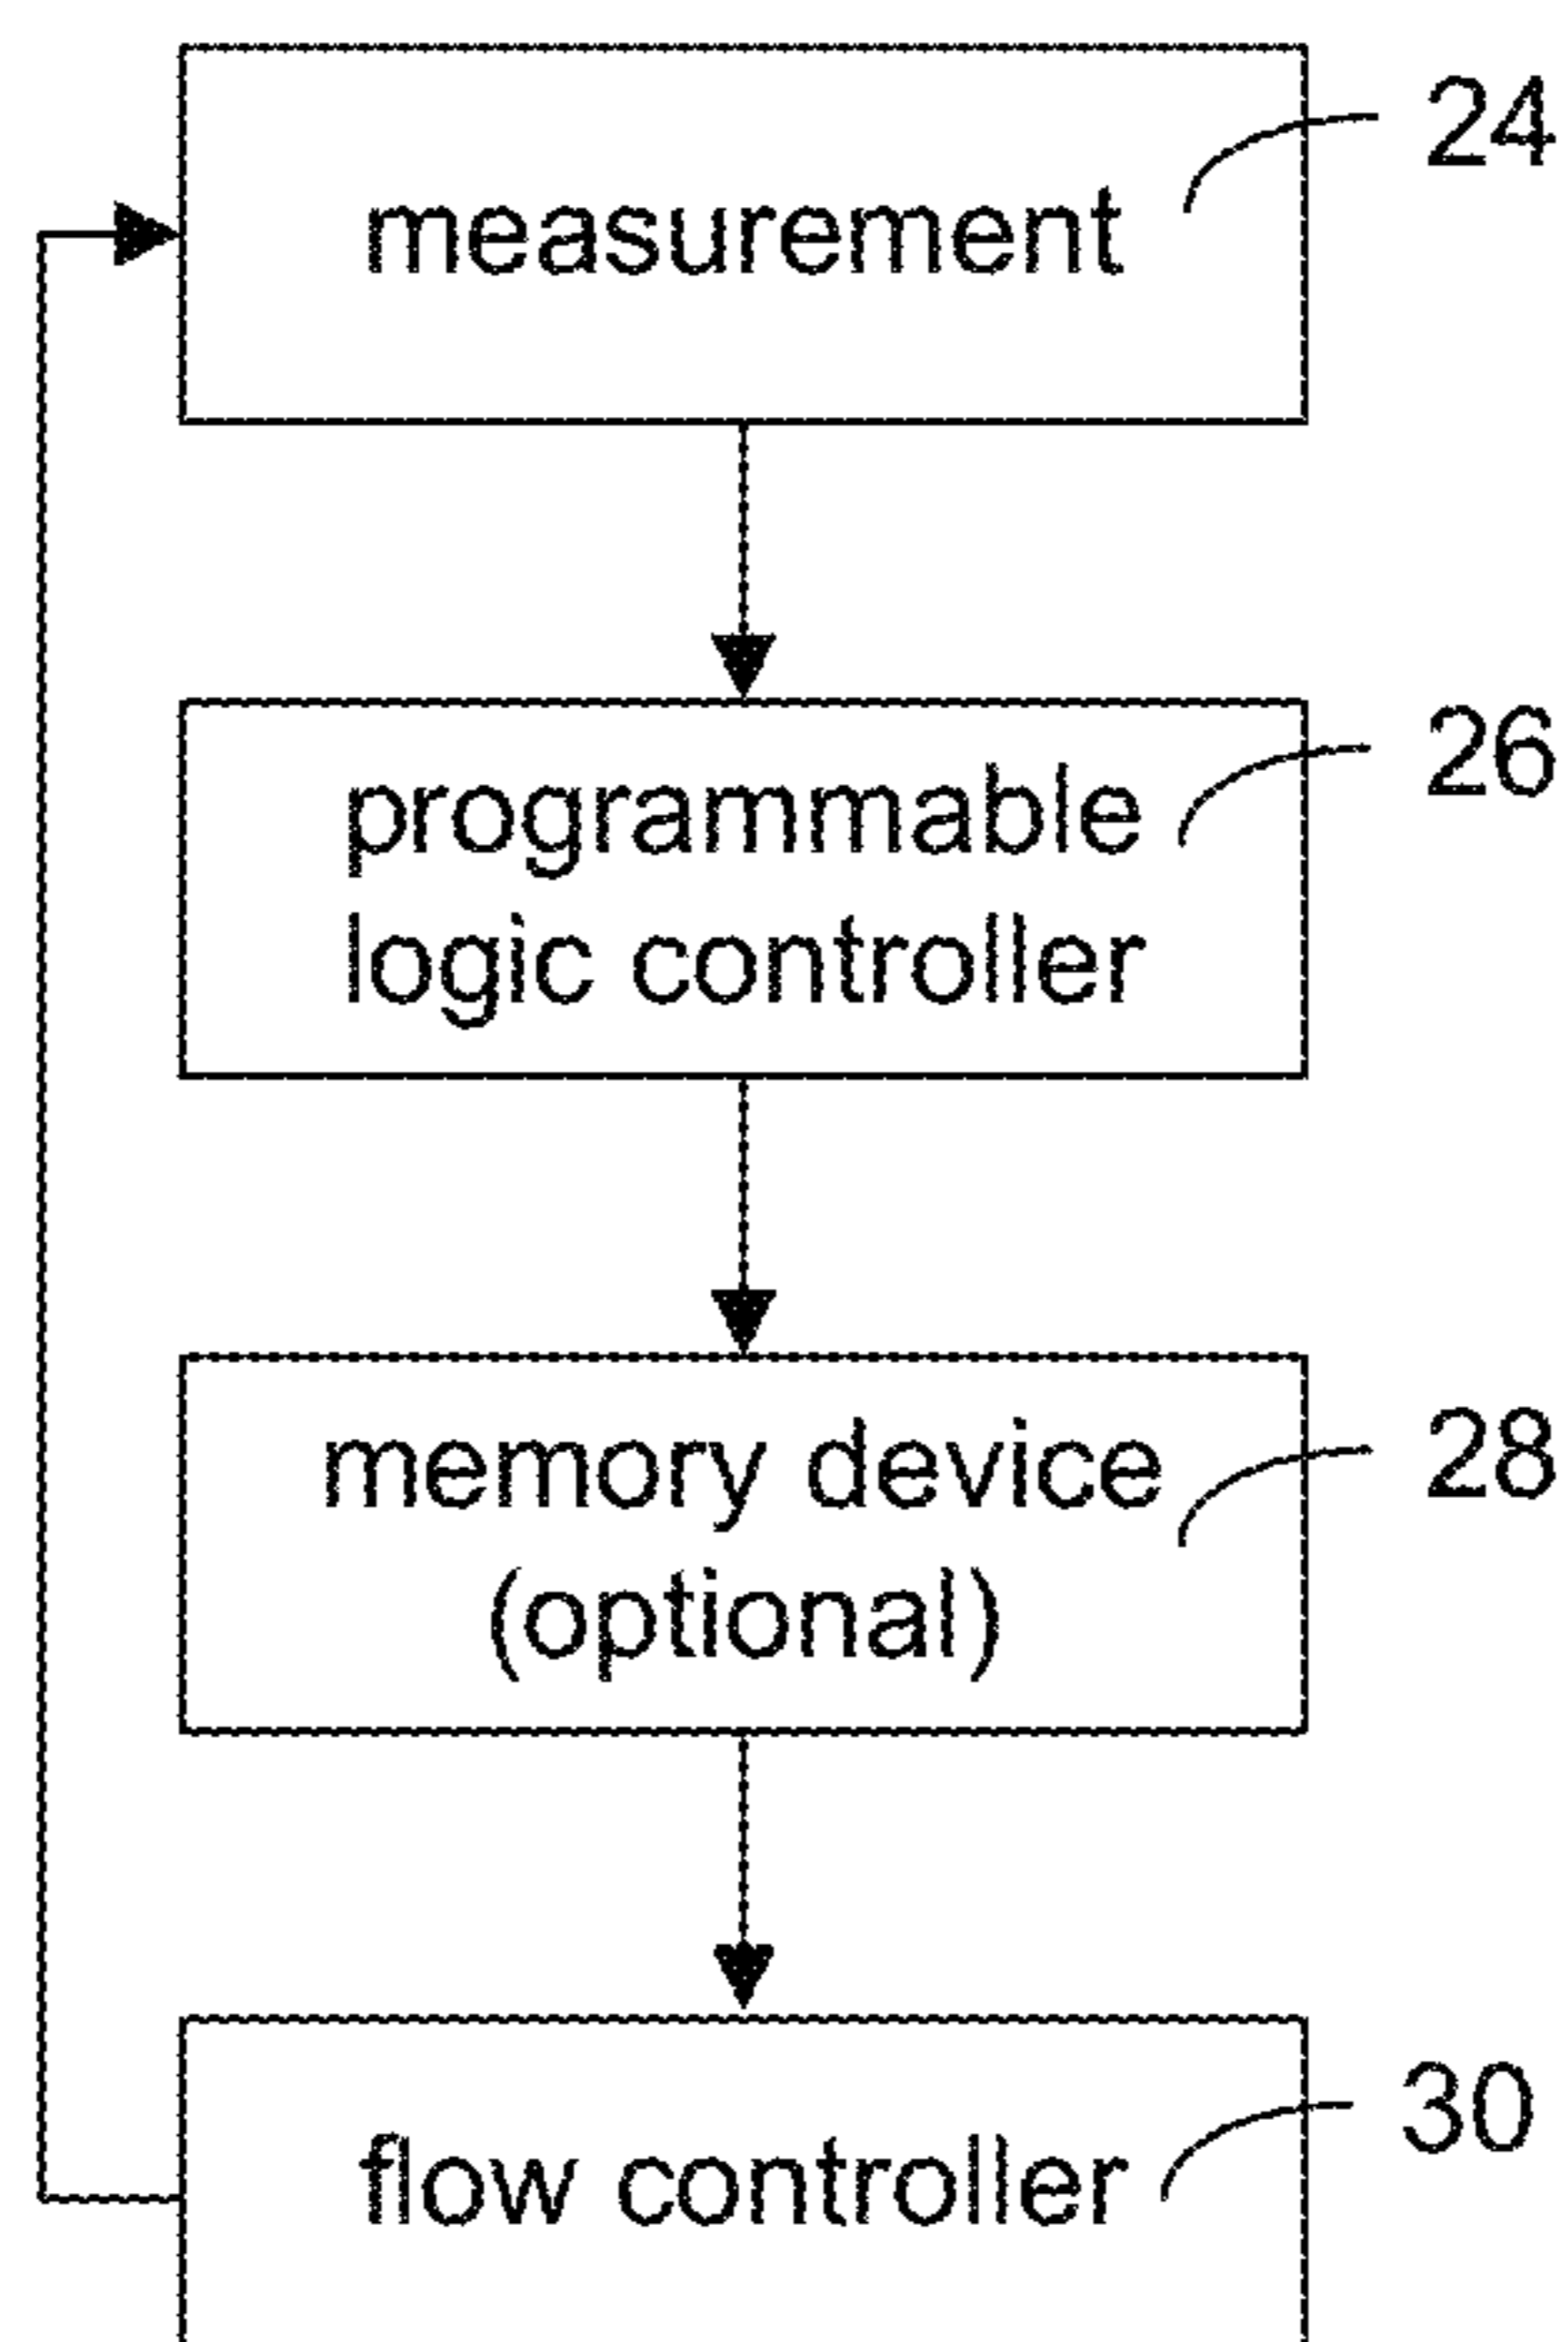 24
measurement
26
programmable
logic controller
28
memory device
(optional)
30
flow controller